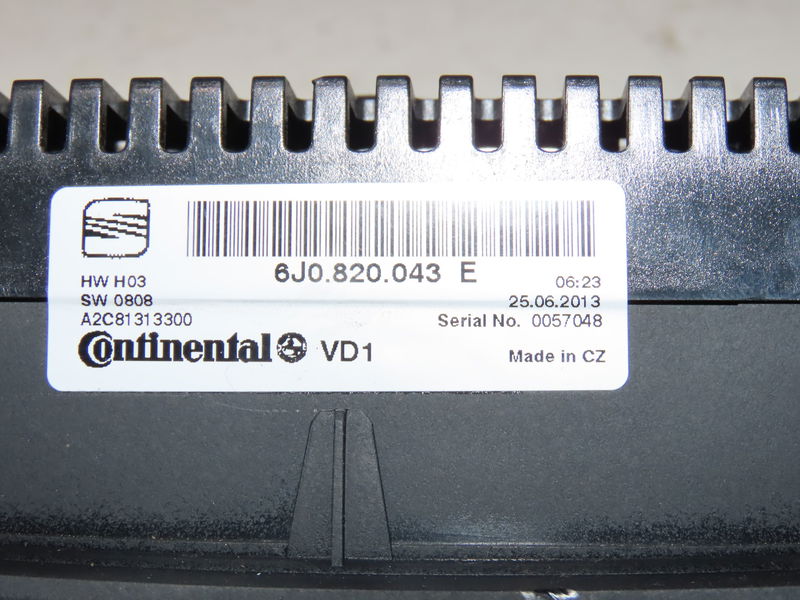 6J0.820.043 E
HW H03
06:23
SW 0808
25.06.2013
A2C81313300
Serial No. 0057048
Continental VD1
Made in CZ